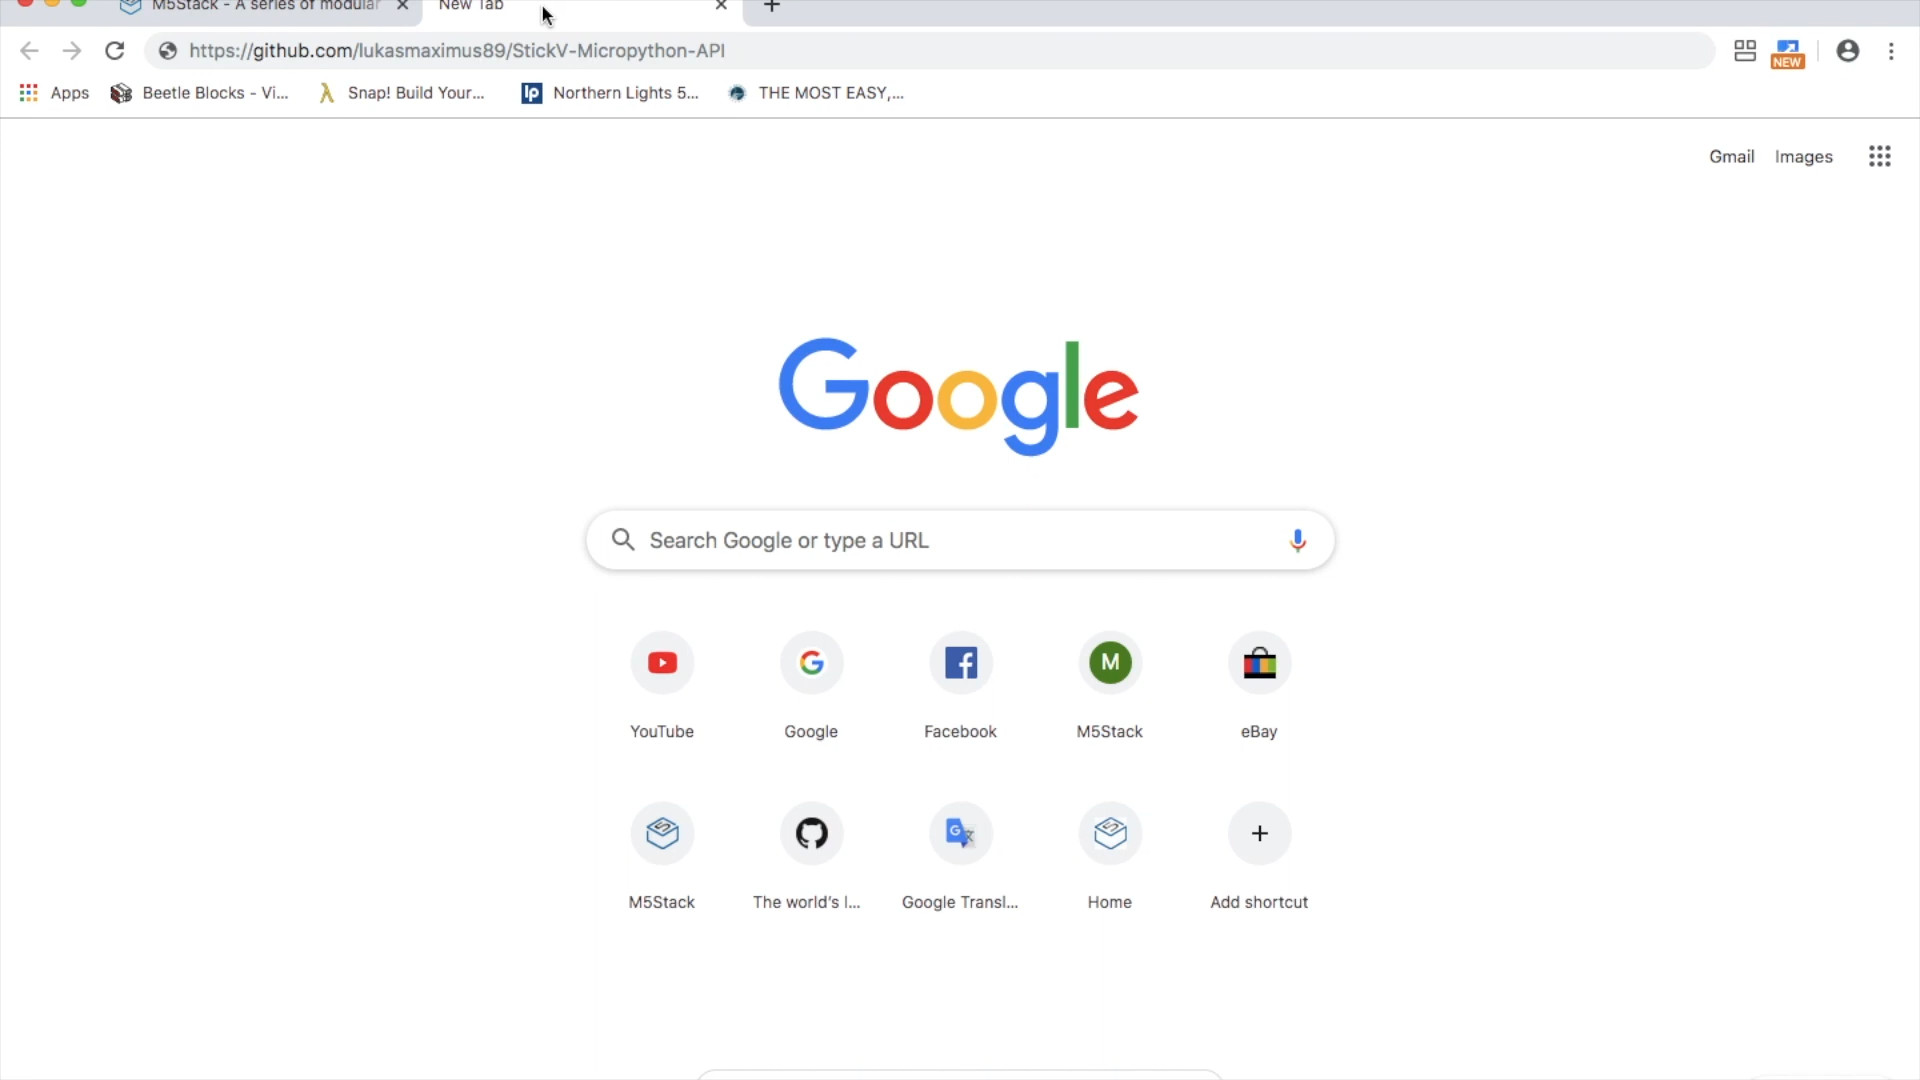 M5Stack - A series of modular
New Tab
https://github.com/lukasmaximus89/StickV-Micropython-API
NEW
Apps
Beetle Blocks - Vi...
Snap! Build Your...
lp
Northern Lights 5...
THE MOST EASY,...
Gmail
Images
Google
Search Google or type a URL
YouTube
Google
Facebook
M
M5Stack
eBay
M5Stack
The world's l...
Google Transl...
Home
Add shortcut